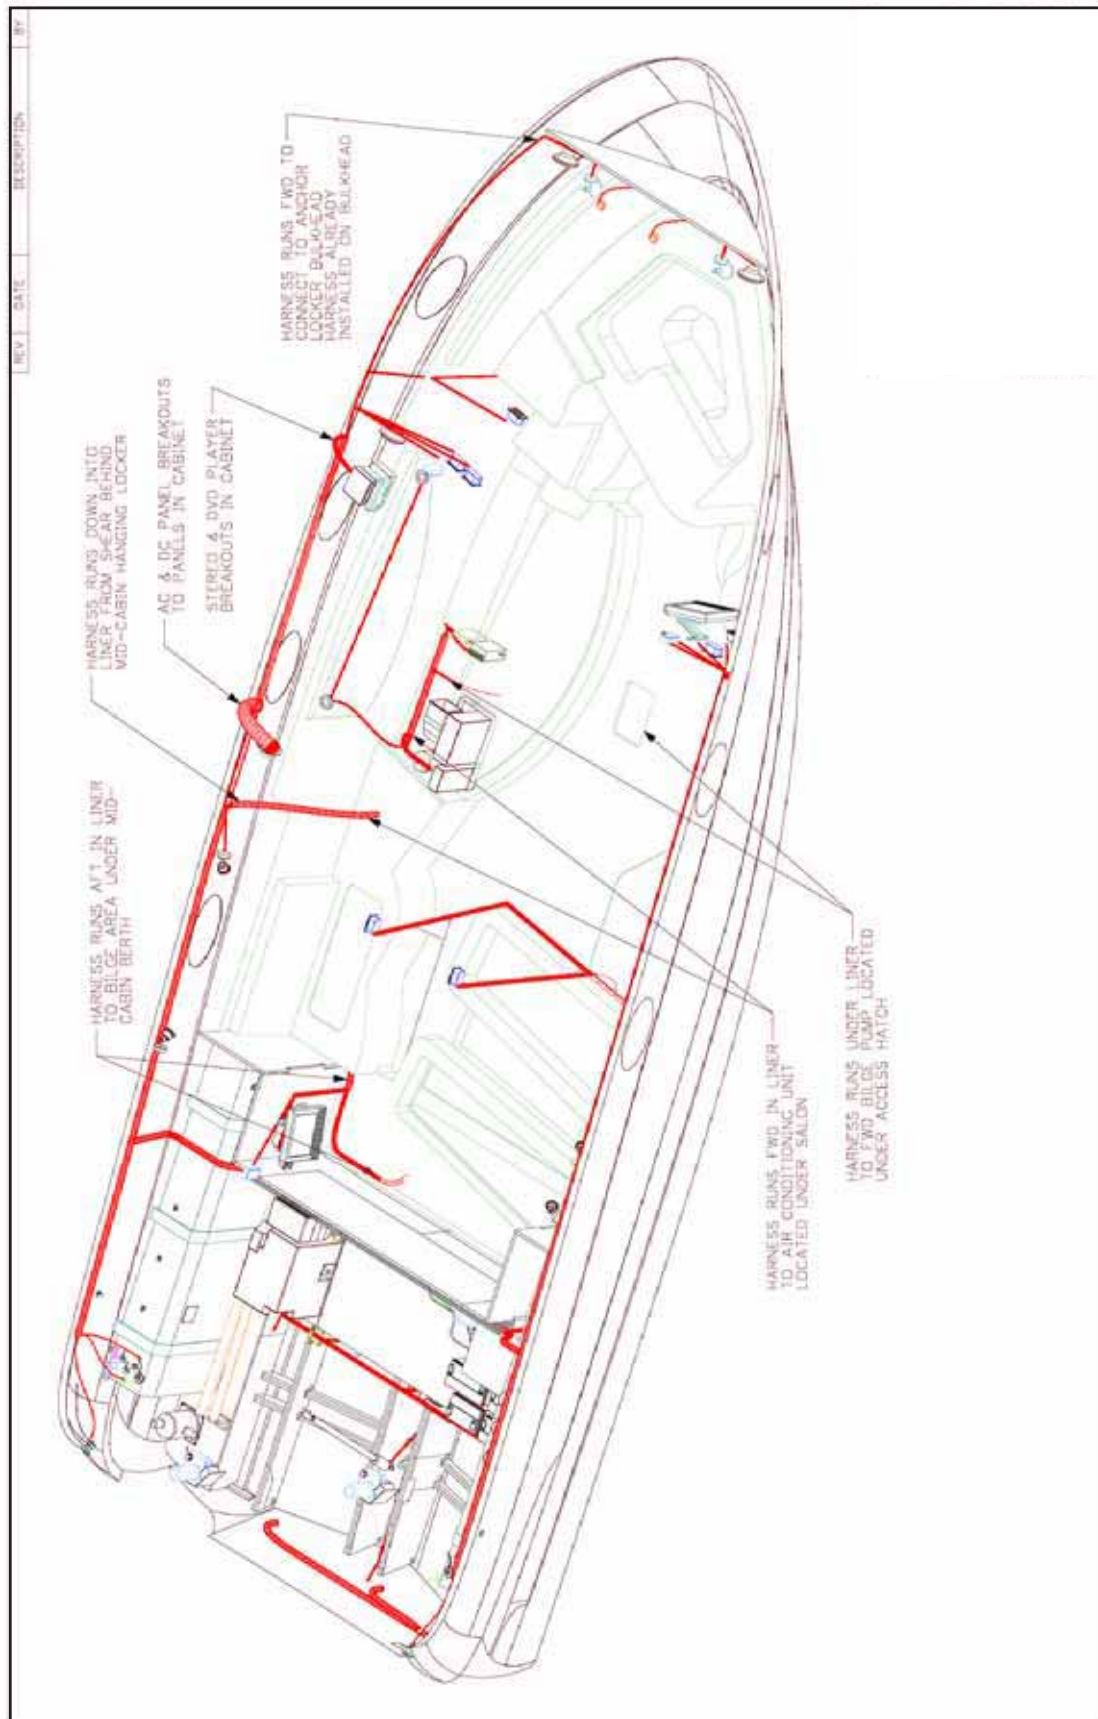 REV DATE DESCRIPTION BY
HARNESS RUNS AFT IN LINER
TO BILGE AREA UNDER MID-
CABIN BERTH
HARNESS RUNS DOWN INTO
LINER FROM SHEAR BEHIND
MID-CABIN HANGING LOCKER
AC & DC PANEL BREAKOUTS
TO PANELS IN CABINET
STEREO & DVD PLAYER
BREAKOUTS IN CABINET
HARNESS RUNS FWD TO
CONNECT TO ANCHOR
LOCKER BULKHEAD
HARNESS ALREADY
INSTALLED ON BULKHEAD
HARNESS RUNS FWD IN LINER
TO AIR CONDITIONING UNIT
LOCATED UNDER SALON
HARNESS RUNS UNDER LINER
TO FWD BILGE PUMP LOCATED
UNDER ACCESS HATCH